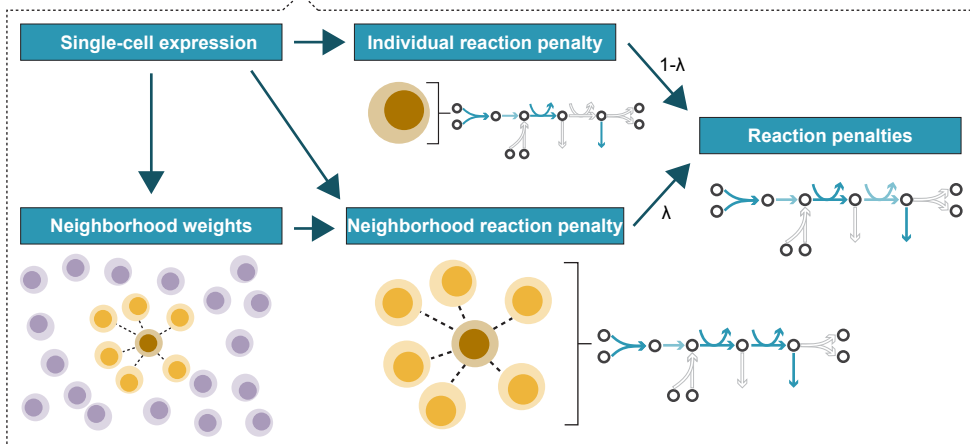 Single-cell expression
Individual reaction penalty
1-λ
Reaction penalties
Neighborhood weights
Neighborhood reaction penalty
λ